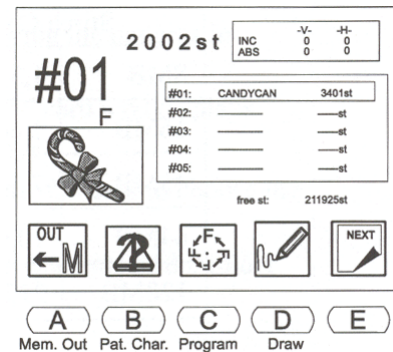 2002st
-V- -H-
INC 0 0
ABS 0 0
#01
F
#01: CANDYCAN 3401st
#02: ——— ——st
#03: ——— ——st
#04: ——— ——st
#05: ——— ——st
free st: 211925st
OUT
←M
F F F F
NEXT
A B C D E
Mem. Out Pat. Char. Program Draw